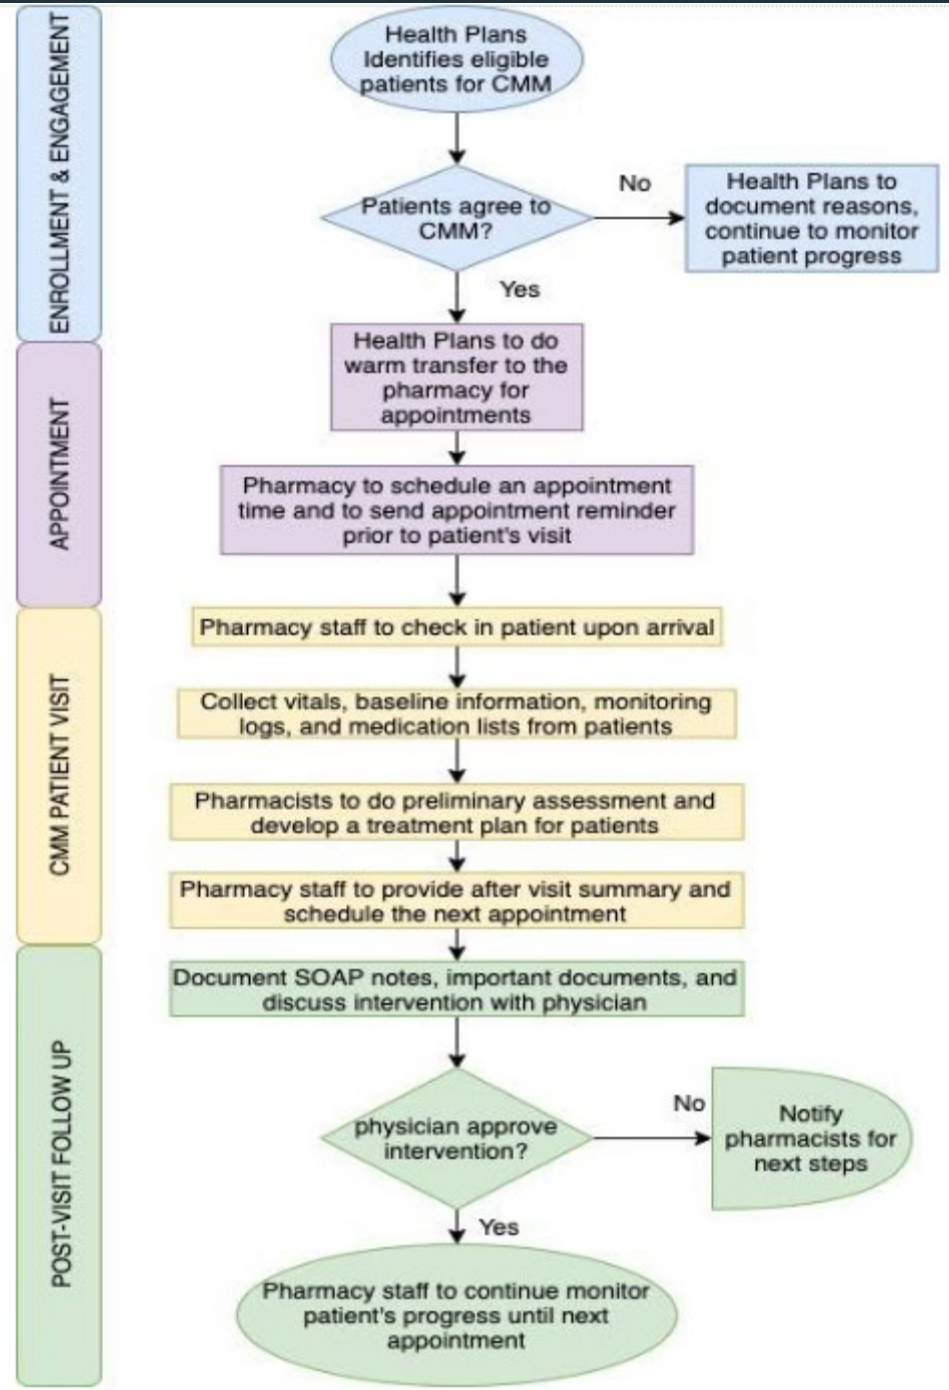 ENROLLMENT & ENGAGEMENT
Health Plans
Identifies eligible
patients for CMM
Patients agree to
CMM?
No
Health Plans to
document reasons,
continue to monitor
patient progress
Yes
APPOINTMENT
Health Plans to do
warm transfer to the
pharmacy for
appointments
Pharmacy to schedule an appointment
time and to send appointment reminder
prior to patient's visit
CMM PATIENT VISIT
Pharmacy staff to check in patient upon arrival
Collect vitals, baseline information, monitoring
logs, and medication lists from patients
Pharmacists to do preliminary assessment and
develop a treatment plan for patients
Pharmacy staff to provide after visit summary and
schedule the next appointment
POST-VISIT FOLLOW UP
Document SOAP notes, important documents, and
discuss intervention with physician
physician approve
intervention?
No
Notify
pharmacists for
next steps
Yes
Pharmacy staff to continue monitor
patient's progress until next
appointment